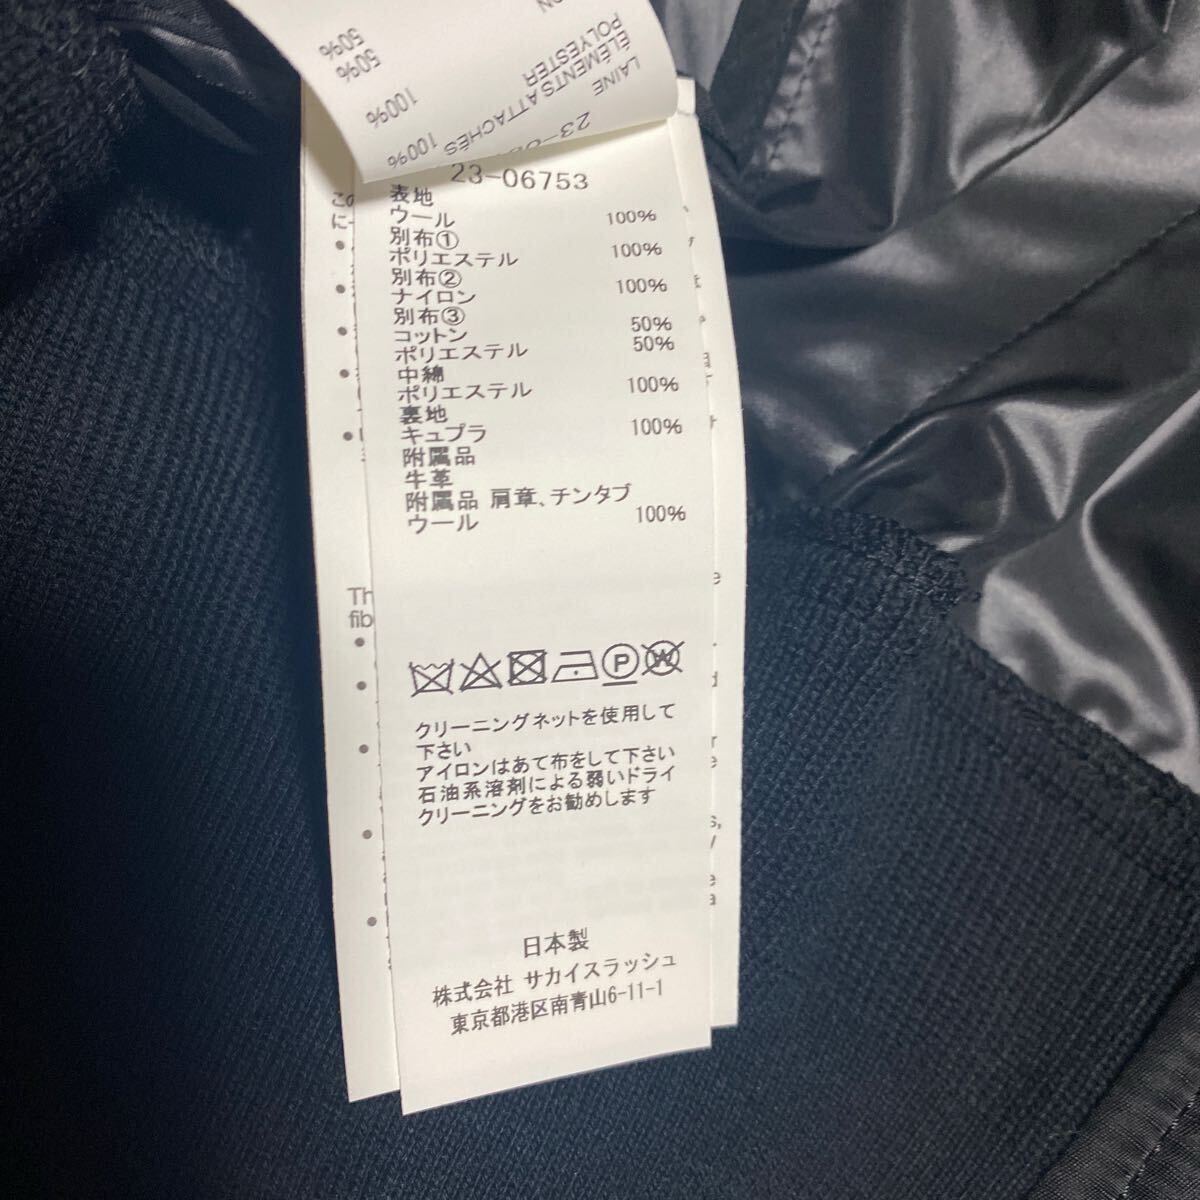 ON
50%
50%
100%
100%
LAINE
ÉLÉMENTS ATTACHÉS
POLYESTER
23-06753
表地
ウール 100%
別布①
ポリエステル 100%
別布②
ナイロン 100%
別布③
コットン 50%
ポリエステル 50%
中綿
ポリエステル 100%
裏地
キュプラ 100%
附属品
牛革
附属品 肩章、チンタブ
ウール 100%
Th
fib
P W
クリーニングネットを使用して
下さい
アイロンはあて布をして下さい
石油系溶剤による弱いドライ
クリーニングをお勧めします
日本製
株式会社 サカイスラッシュ
東京都港区南青山6-11-1